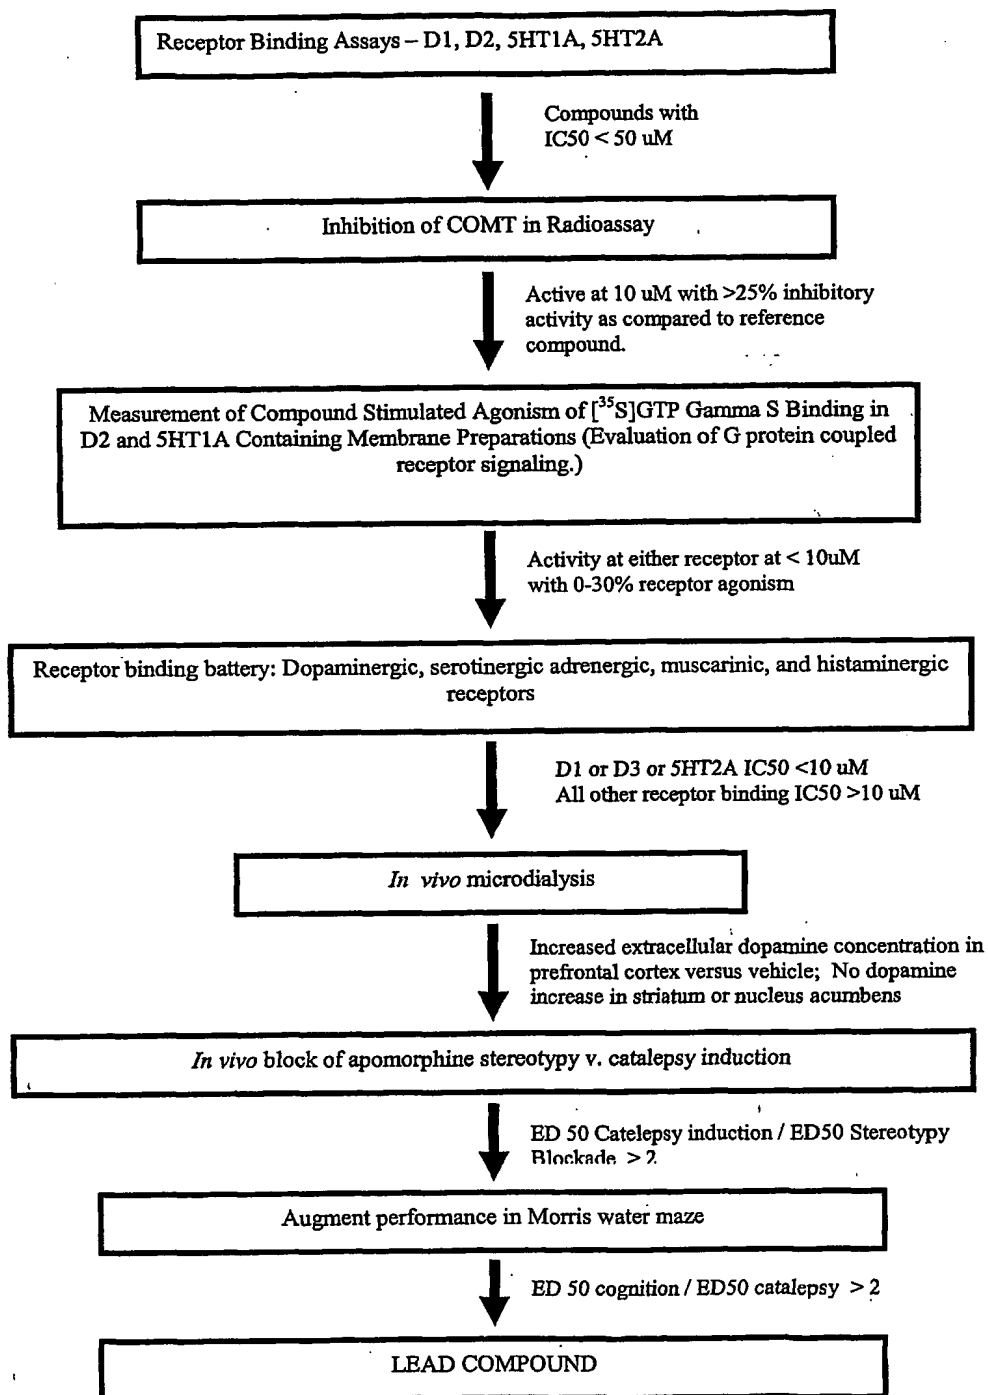 Receptor Binding Assays – D1, D2, 5HT1A, 5HT2A
Compounds with
IC50 < 50 uM
Inhibition of COMT in Radioassay
Active at 10 uM with >25% inhibitory
activity as compared to reference
compound.
Measurement of Compound Stimulated Agonism of [³⁵S]GTP Gamma S Binding in
D2 and 5HT1A Containing Membrane Preparations (Evaluation of G protein coupled
receptor signaling.)
Activity at either receptor at < 10uM
with 0-30% receptor agonism
Receptor binding battery: Dopaminergic, serotinergic adrenergic, muscarinic, and histaminergic
receptors
D1 or D3 or 5HT2A IC50 <10 uM
All other receptor binding IC50 >10 uM
In vivo microdialysis
Increased extracellular dopamine concentration in
prefrontal cortex versus vehicle; No dopamine
increase in striatum or nucleus acumbens
In vivo block of apomorphine stereotypy v. catalepsy induction
ED 50 Catelepsy induction / ED50 Stereotypy
Blockade > 2
Augment performance in Morris water maze
ED 50 cognition / ED50 catalepsy > 2
LEAD COMPOUND